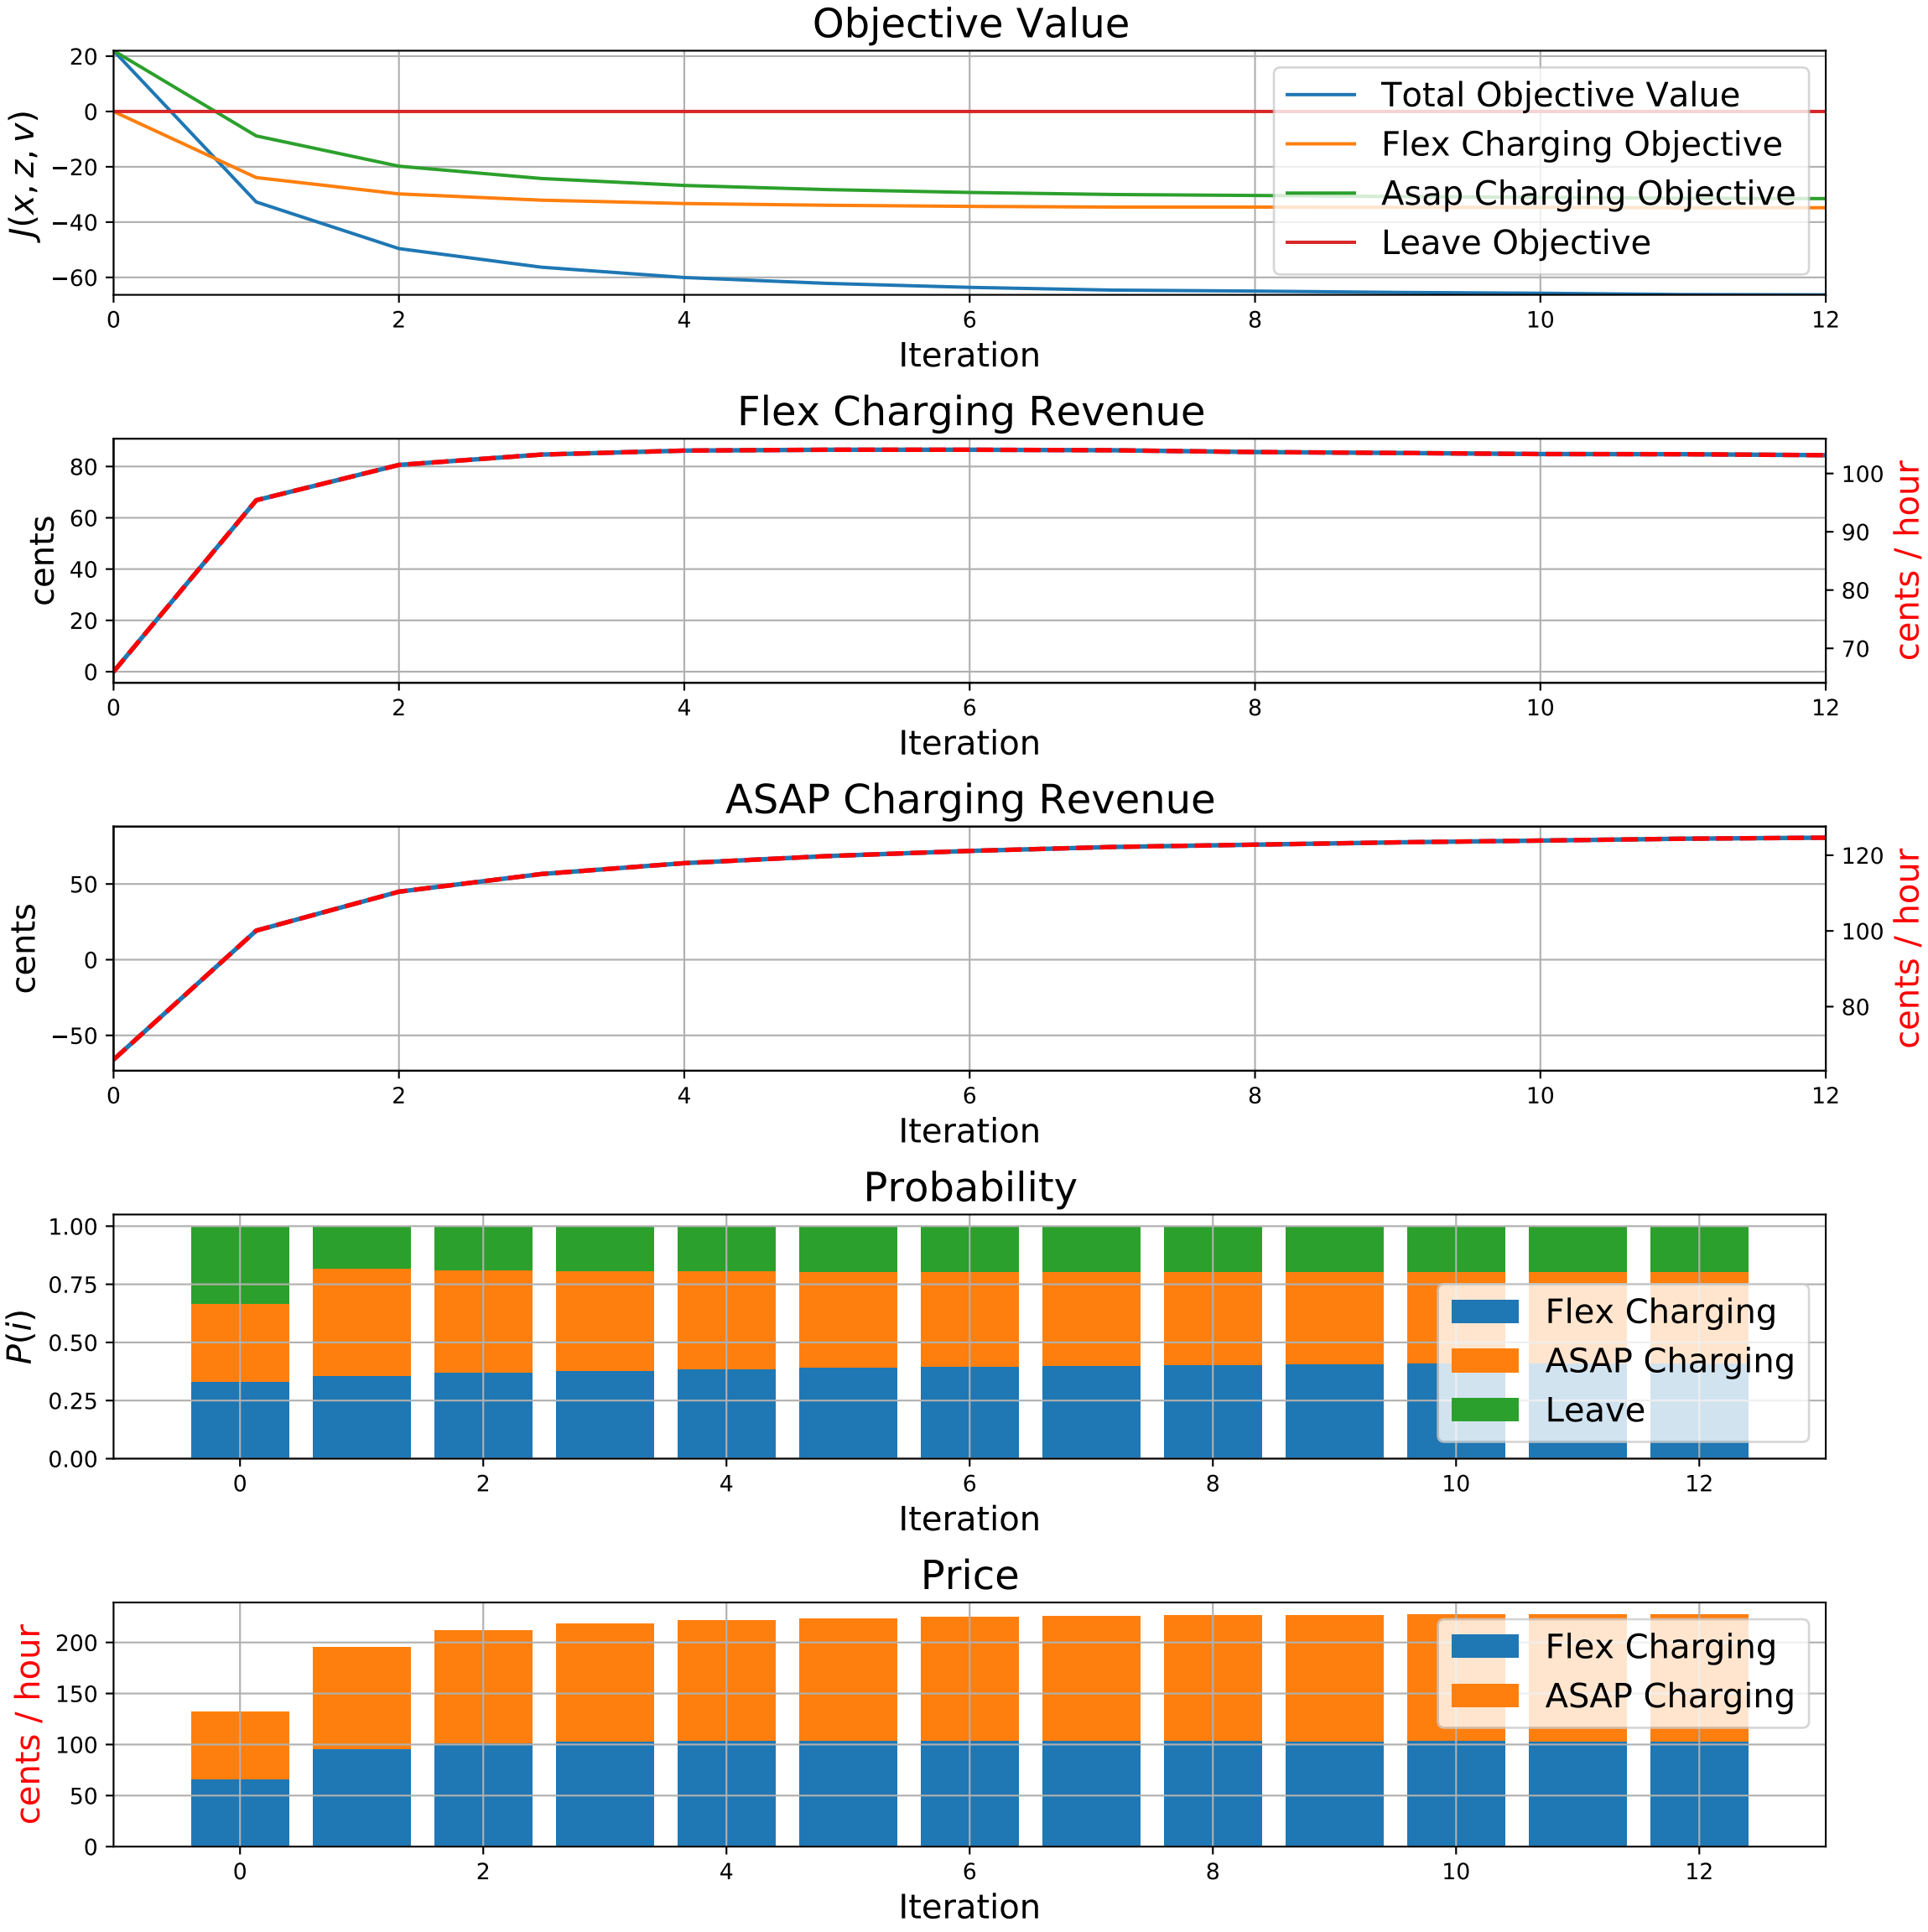 Objective Value
J(x, z, v)
20
0
−20
−40
−60
Total Objective Value
Flex Charging Objective
Asap Charging Objective
Leave Objective
0 2 4 6 8 10 12
Iteration
Flex Charging Revenue
cents
80
60
40
20
0
100
90
80
70
cents / hour
0 2 4 6 8 10 12
Iteration
ASAP Charging Revenue
cents
50
0
−50
120
100
80
cents / hour
0 2 4 6 8 10 12
Iteration
Probability
P(i)
1.00
0.75
0.50
0.25
0.00
Flex Charging
ASAP Charging
Leave
0 2 4 6 8 10 12
Iteration
Price
cents / hour
200
150
100
50
0
Flex Charging
ASAP Charging
0 2 4 6 8 10 12
Iteration